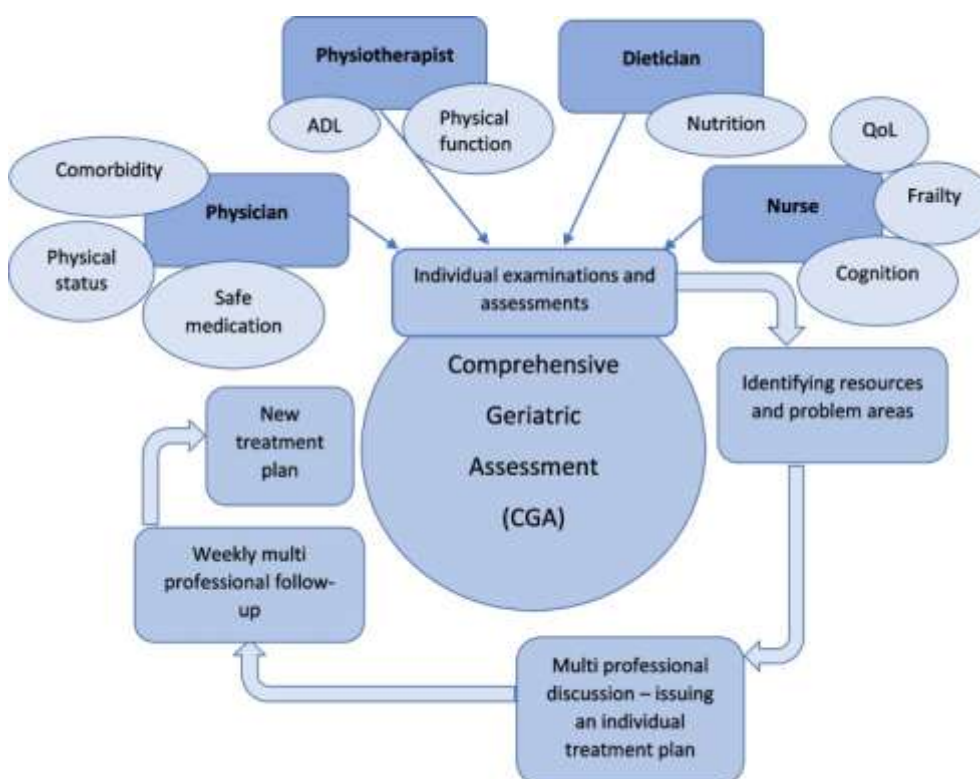 Physiotherapist
ADL
Physical
function
Dietician
Nutrition
QoL
Nurse
Frailty
Cognition
Comorbidity
Physician
Physical
status
Safe
medication
Individual examinations and
assessments
Comprehensive
Geriatric
Assessment
(CGA)
Identifying resources
and problem areas
Multi professional
discussion – issuing
an individual
treatment plan
Weekly multi
professional follow-
up
New
treatment
plan